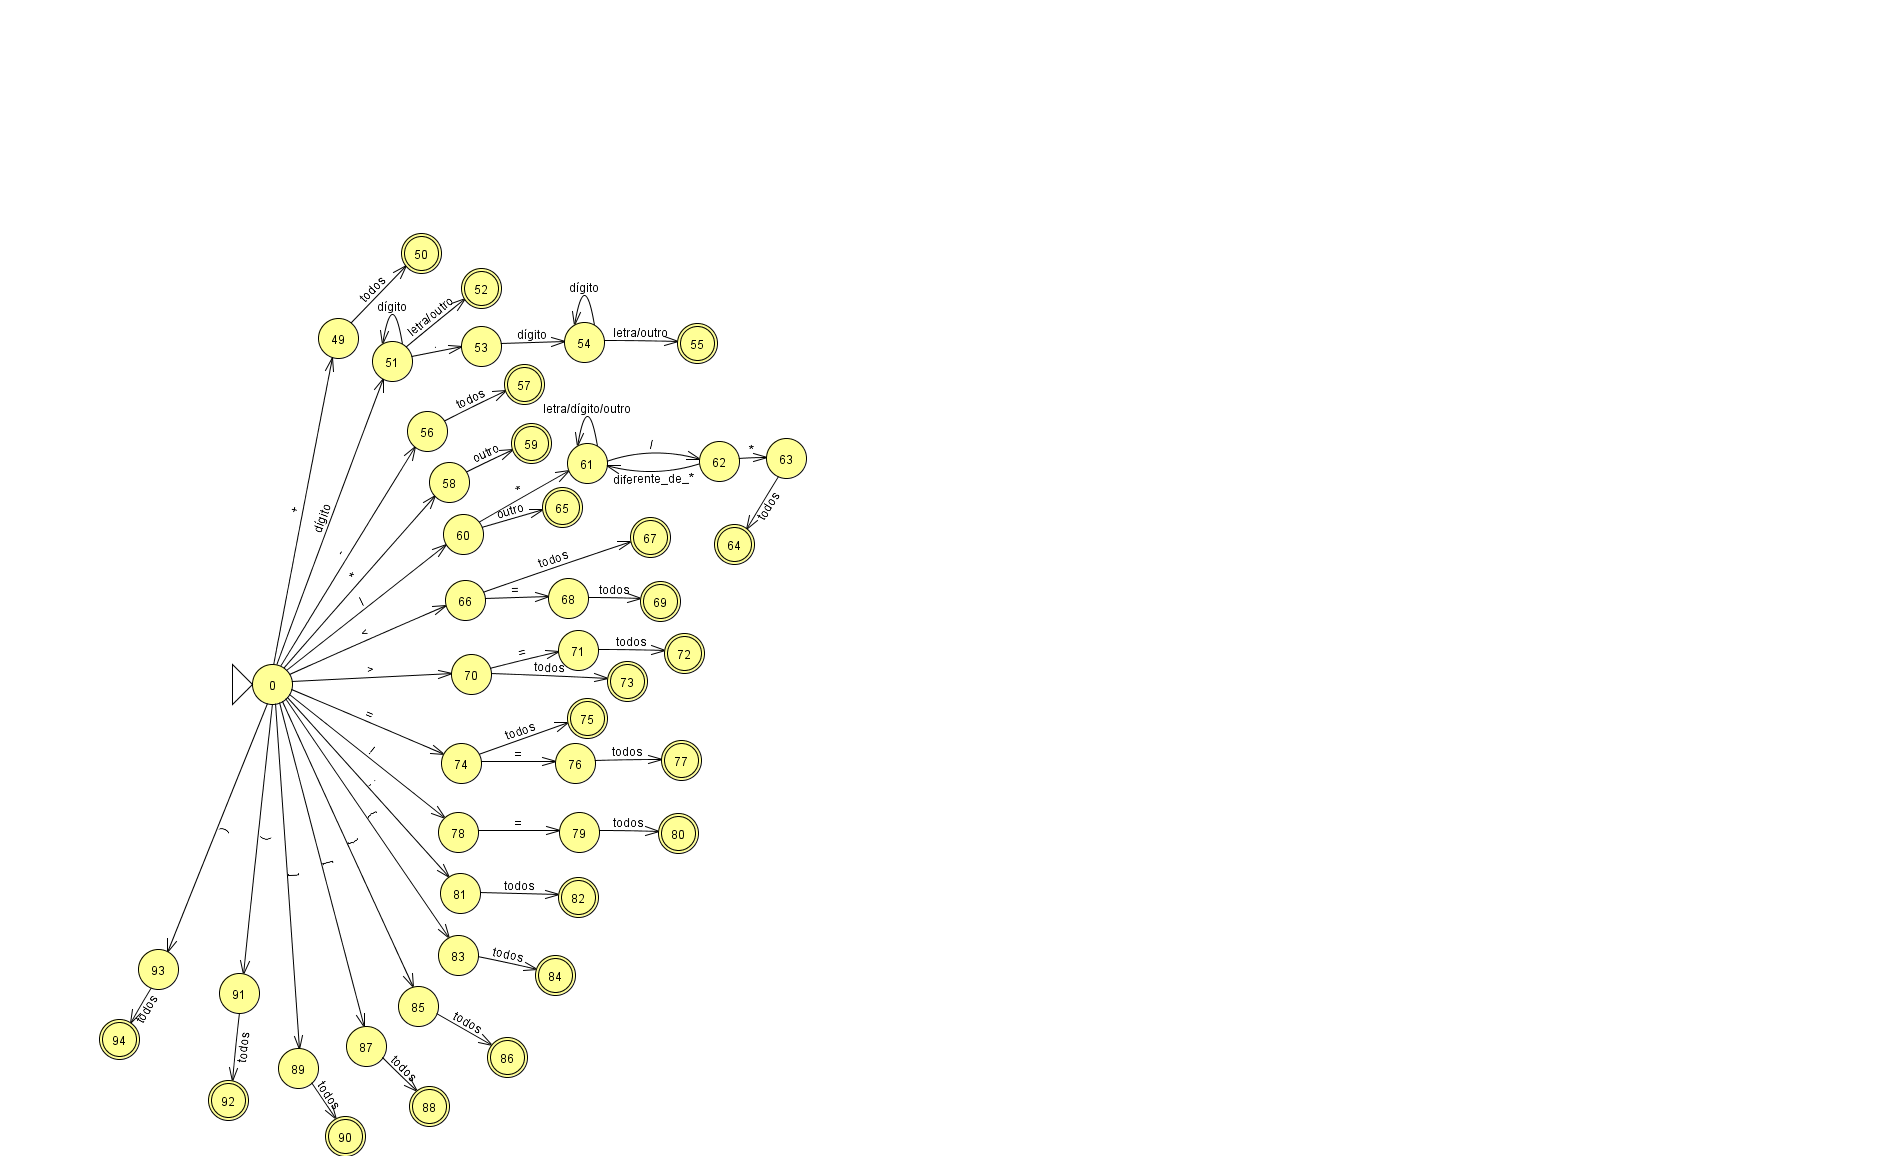 50
todos
52
dígito
letra/outro
dígito
49
51
.
53
dígito
54
letra/outro
55
57
todos
56
letra/dígito/outro
59
outro
58
61
/
62
*
63
diferente_de_*
*
65
outro
60
todos
64
+
dígito
-
*
/
67
todos
66
=
68
todos
69
<
71
todos
72
=
>
70
todos
73
0
=
75
todos
74
=
76
todos
77
78
=
79
todos
80
{
)
}
(
]
[
81
todos
82
83
todos
84
93
91
85
todos
todos
94
86
87
todos
todos
89
todos
92
88
90